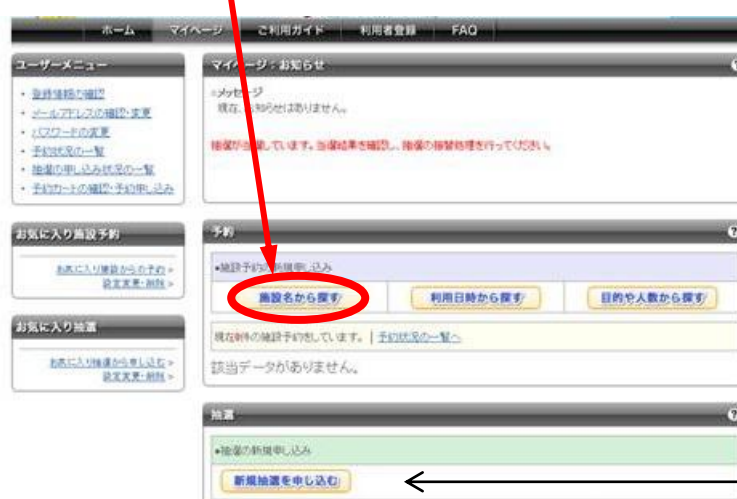 ホーム マイページ ご利用ガイド 利用者登録 FAQ
ユーザーメニュー
・ 登録情報の確認
・ メールアドレスの確認・変更
・ パスワードの変更
・ 予約状況の一覧
・ 抽選の申し込み状況の一覧
・ 予約カートの確認・予約申し込み
お気に入り施設予約
お気に入り施設からの予約 »
設定変更・削除 »
お気に入り抽選
お気に入り抽選から申し込む »
設定変更・削除 »
マイページ:お知らせ
メッセージ
現在、お知らせはありません。
抽選が当選しています。当選結果を確認し、抽選の
予約
●施設予約の新規申し込み
施設名から探す 利用日時から探す 目的や人数から探す
現在0件の施設予約をしています。 | 予約状況の一覧へ
該当データがありません。
抽選
●抽選の新規申し込み
新規抽選を申し込む